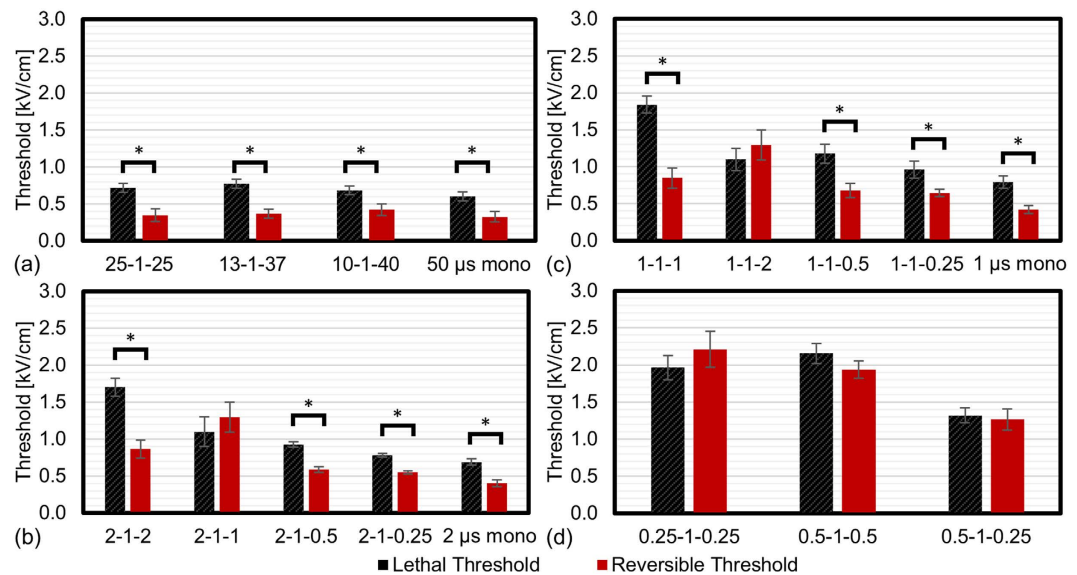 Threshold [kV/cm]
3.0
2.5
2.0
1.5
1.0
0.5
0.0
* * * *
25-1-25 13-1-37 10-1-40 50 µs mono
(a)
Threshold [kV/cm]
3.0
2.5
2.0
1.5
1.0
0.5
0.0
* * * *
1-1-1 1-1-2 1-1-0.5 1-1-0.25 1 µs mono
(c)
Threshold [kV/cm]
3.0
2.5
2.0
1.5
1.0
0.5
0.0
* * * *
2-1-2 2-1-1 2-1-0.5 2-1-0.25 2 µs mono
(b)
Threshold [kV/cm]
3.0
2.5
2.0
1.5
1.0
0.5
0.0
0.25-1-0.25 0.5-1-0.5 0.5-1-0.25
(d)
Lethal Threshold Reversible Threshold